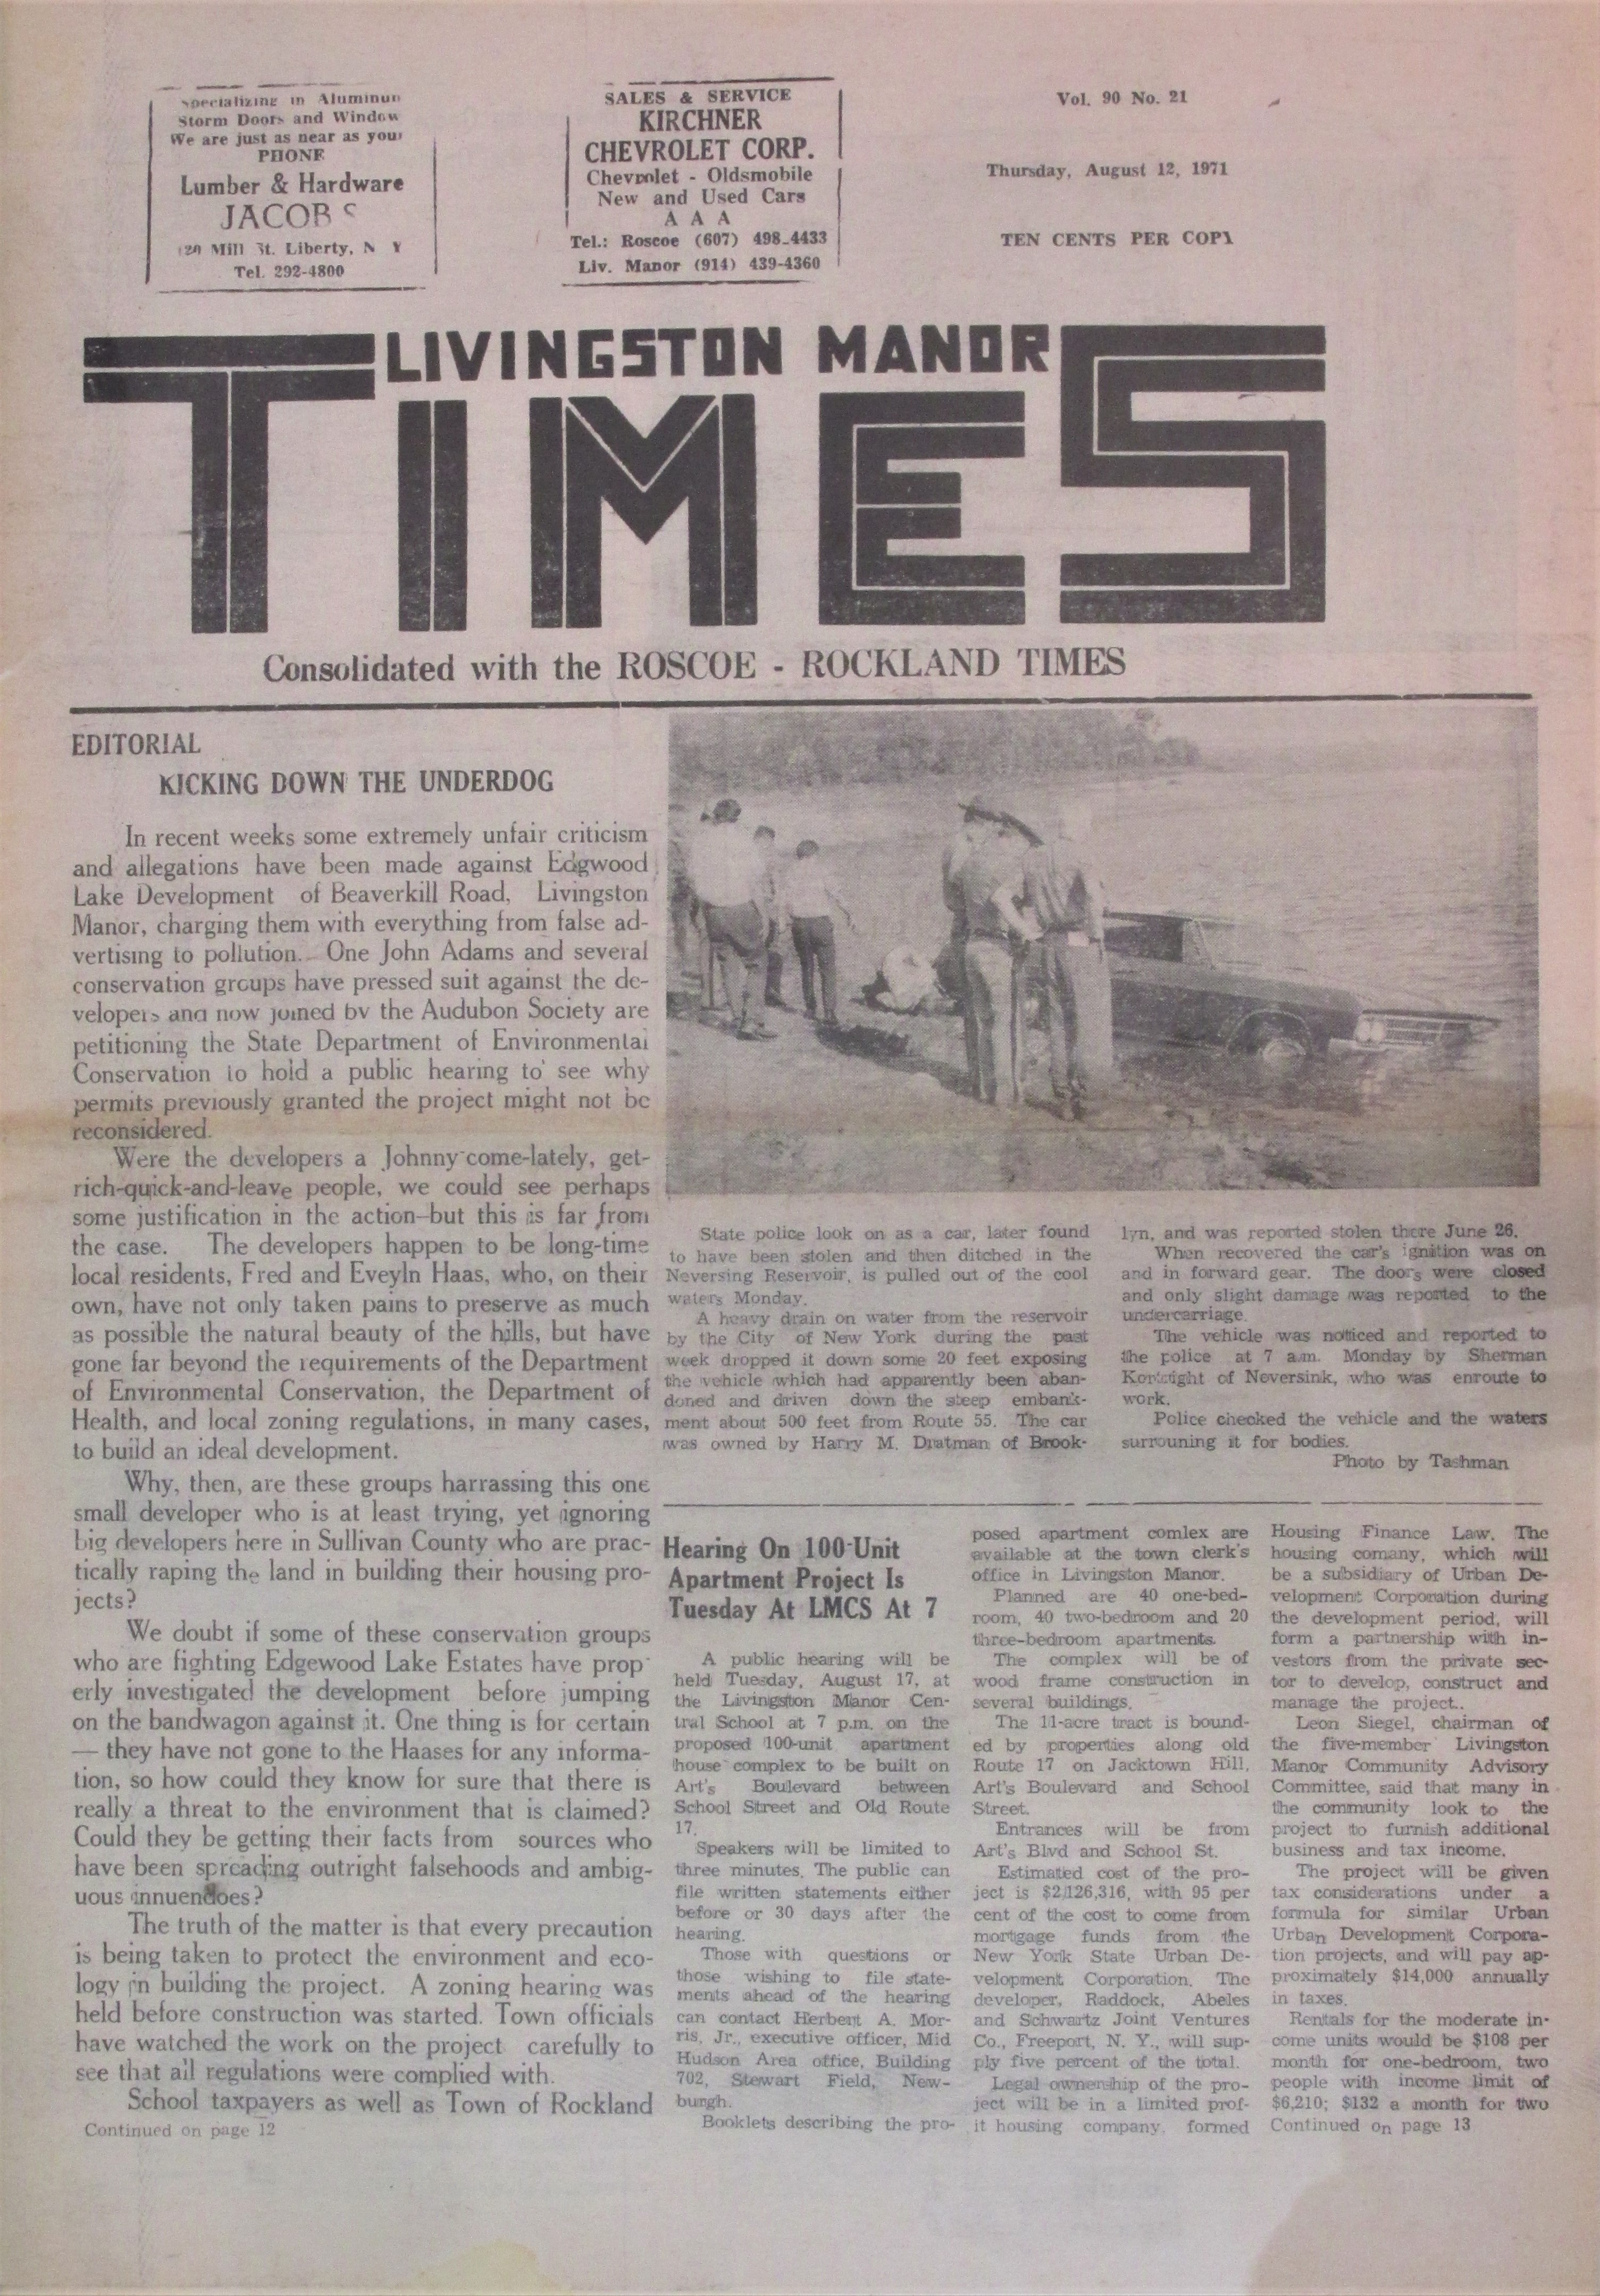 Specializing in Aluminun
Storm Doors and Window
We are just as near as your
PHONE
Lumber & Hardware
JACOBS
Mill St. Liberty, N Y
Tel. 292-4800
SALES & SERVICE
KIRCHNER
CHEVROLET CORP.
Chevrolet - Oldsmobile
New and Used Cars
A A A
Tel.: Roscoe (607) 498-4433
Liv. Manor (914) 439-4360
Vol. 90 No. 21
Thursday, August 12, 1971
TEN CENTS PER COPY
LIVINGSTON MANOR
TIMES
Consolidated with the ROSCOE - ROCKLAND TIMES
EDITORIAL
KICKING DOWN THE UNDERDOG
In recent weeks some extremely unfair criticism
and allegations have been made against Edgwood
Lake Development of Beaverkill Road, Livingston
Manor, charging them with everything from false ad-
vertising to pollution. One John Adams and several
conservation groups have pressed suit against the de-
velopers and now joined by the Audubon Society are
petitioning the State Department of Environmental
Conservation to hold a public hearing to see why
permits previously granted the project might not be
reconsidered.
Were the developers a Johnny-come-lately, get-
rich-quick-and-leave people, we could see perhaps
some justification in the action—but this is far from
the case. The developers happen to be long-time
local residents, Fred and Eveyln Haas, who, on their
own, have not only taken pains to preserve as much
as possible the natural beauty of the hills, but have
gone far beyond the requirements of the Department
of Environmental Conservation, the Department of
Health, and local zoning regulations, in many cases,
to build an ideal development.
Why, then, are these groups harrassing this one
small developer who is at least trying, yet ignoring
big developers here in Sullivan County who are prac-
tically raping the land in building their housing pro-
jects?
We doubt if some of these conservation groups
who are fighting Edgewood Lake Estates have prop-
erly investigated the development before jumping
on the bandwagon against it. One thing is for certain
— they have not gone to the Haases for any informa-
tion, so how could they know for sure that there is
really a threat to the environment that is claimed?
Could they be getting their facts from sources who
have been spreading outright falsehoods and ambig-
uous innuendoes?
The truth of the matter is that every precaution
is being taken to protect the environment and eco-
logy in building the project. A zoning hearing was
held before construction was started. Town officials
have watched the work on the project carefully to
see that all regulations were complied with.
School taxpayers as well as Town of Rockland
Continued on page 12
State police look on as a car, later found
to have been stolen and then ditched in the
Neversing Reservoir, is pulled out of the cool
waters Monday.
A heavy drain on water from the reservoir
by the City of New York during the past
week dropped it down some 20 feet exposing
the vehicle which had apparently been aban-
doned and driven down the steep embank-
ment about 500 feet from Route 55. The car
was owned by Harry M. Dratman of Brook-
lyn, and was reported stolen there June 26.
When recovered the car's ignition was on
and in forward gear. The doors were closed
and only slight damage was reported to the
undercarriage.
The vehicle was notticed and reported to
the police at 7 a.m. Monday by Sherman
Kortright of Neversink, who was enroute to
work.
Police checked the vehicle and the waters
surrouning it for bodies.
Photo by Tashman
Hearing On 100-Unit
Apartment Project Is
Tuesday At LMCS At 7
A public hearing will be
held Tuesday, August 17, at
the Livingston Manor Cen-
tral School at 7 p.m. on the
proposed 100-unit apartment
house complex to be built on
Art's Boulevard between
School Street and Old Route
17.
Speakers will be limited to
three minutes. The public can
file written statements either
before or 30 days after the
hearing.
Those with questions or
those wishing to file state-
ments ahead of the hearing
can contact Herbent A. Mor-
ris, Jr., executive officer, Mid
Hudson Area office, Building
702, Stewart Field, New-
burgh.
Booklets describing the pro-
posed apartment comlex are
available at the town clerk's
office in Livingston Manor.
Planned are 40 one-bed-
room, 40 two-bedroom and 20
three-bedroom apartments.
The complex will be of
wood frame construction in
several buildings.
The 11-acre tract is bound-
ed by properties along old
Route 17 on Jacktown Hill,
Art's Boulevard and School
Street.
Entrances will be from
Art's Blvd and School St.
Estimated cost of the pro-
ject is $2,126,316, with 95 per
cent of the cost to come from
mortgage funds from the
New York State Urban De-
velopment Corporation. The
developer, Raddock, Abeles
and Schwartz Joint Ventures
Co., Freeport, N. Y., will sup-
ply five percent of the total.
Legal ownership of the pro-
ject will be in a limited prof-
it housing company, formed
Housing Finance Law. The
housing comany, which will
be a subsidiary of Urban De-
velopment Corporation during
the development period, will
form a partnership with in-
vestors from the private sec-
tor to develop, construct and
manage the project..
Leon Siegel, chairman of
the five-member Livingston
Manor Community Advisory
Committee, said that many in
the community look to the
project to furnish additional
business and tax income.
The project will be given
tax considerations under a
formula for similar Urban
Urban Development Corpora-
tion projects, and will pay ap-
proximately $14,000 annually
in taxes.
Rentals for the moderate in-
come units would be $108 per
month for one-bedroom, two
people with income limit of
$6,210; $132 a month for two
Continued on page 13